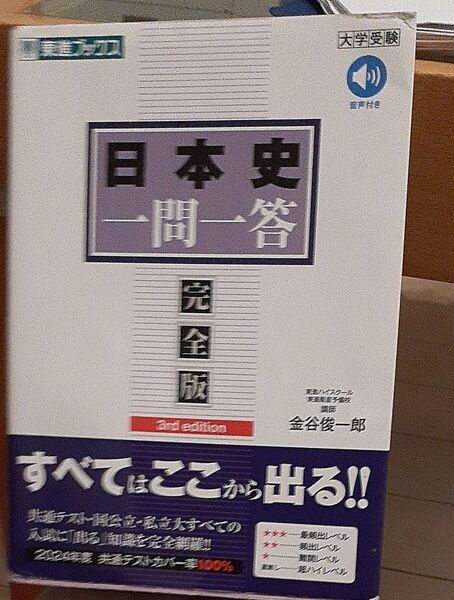 東進ブックス
大学受験
音声付き
日本史
一問一答
完
全
版
3rd edition
東進ハイスクール
東進衛星予備校
講師
金谷俊一郎
すべてはここから出る!!
共通テスト・国公立・私立大すべての
入試に「出る」知識を完全網羅!!
2024年度 共通テストカバー率100%
★★★……最頻出レベル
★★……頻出レベル
★……難関レベル
超ハイレベル